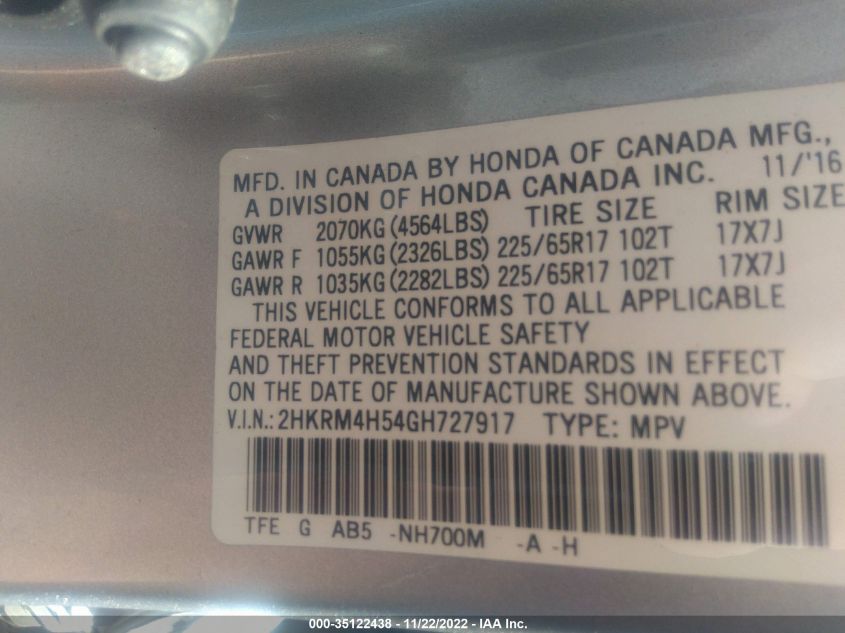 MFD. IN CANADA BY HONDA OF CANADA MFG.,
A DIVISION OF HONDA CANADA INC. 11/'16
GVWR 2070KG (4564LBS) TIRE SIZE RIM SIZE
GAWR F 1055KG (2326LBS) 225/65R17 102T 17X7J
GAWR R 1035KG (2282LBS) 225/65R17 102T 17X7J
THIS VEHICLE CONFORMS TO ALL APPLICABLE
FEDERAL MOTOR VEHICLE SAFETY
AND THEFT PREVENTION STANDARDS IN EFFECT
ON THE DATE OF MANUFACTURE SHOWN ABOVE.
V.I.N.: 2HKRM4H54GH727917 TYPE: MPV
TFE G AB5 -NH700M -A -H
000-35122438 - 11/22/2022 - IAA Inc.